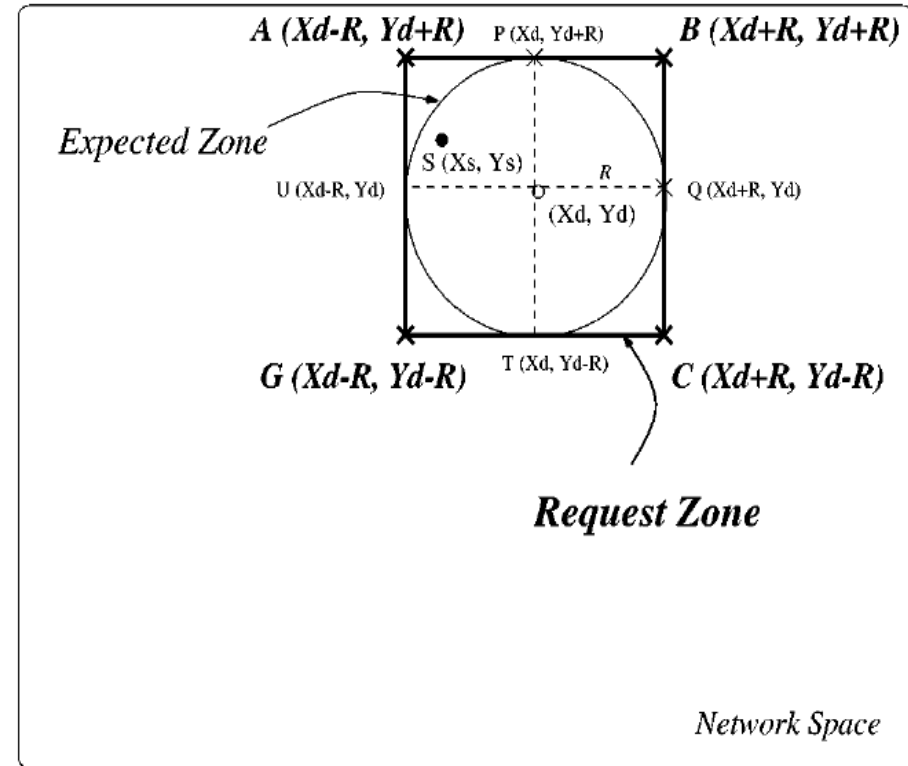 A (Xd-R, Yd+R)
P (Xd, Yd+R)
B (Xd+R, Yd+R)
Expected Zone
S (Xs, Ys)
R
U (Xd-R, Yd)
Q (Xd+R, Yd)
(Xd, Yd)
G (Xd-R, Yd-R)
T (Xd, Yd-R)
C (Xd+R, Yd-R)
Request Zone
Network Space